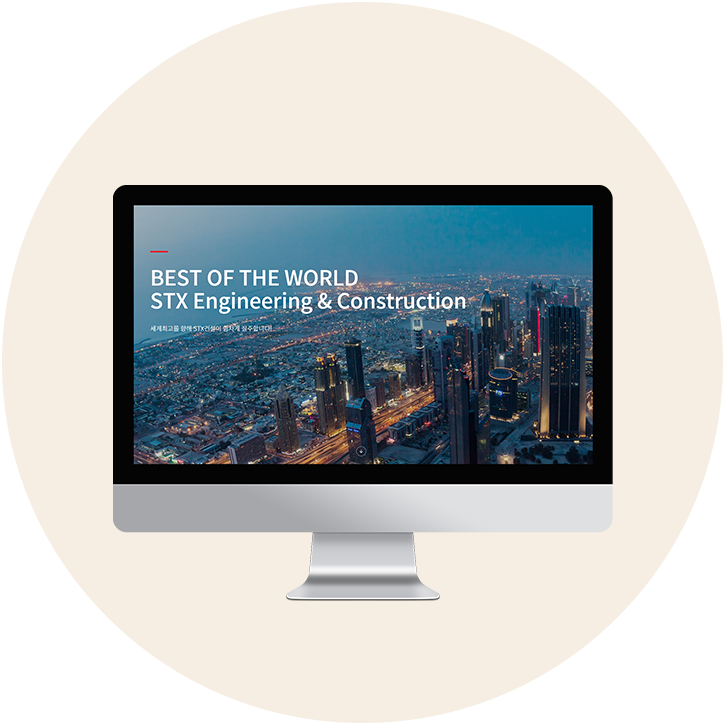 BEST OF THE WORLD
STX Engineering & Construction
세계최고를 향해 STX건설이 힘차게 질주합니다!